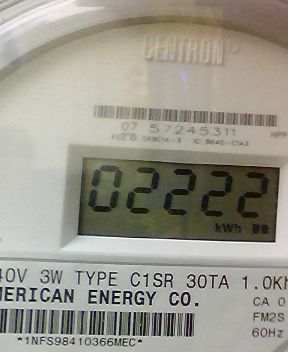 CENTRON®
07 57245311
02222
kWh
40V 3W TYPE C1SR 30TA 1.0Kh
MERICAN ENERGY CO.
CA 0
FM2S
60Hz
*1NFS98410366MEC*